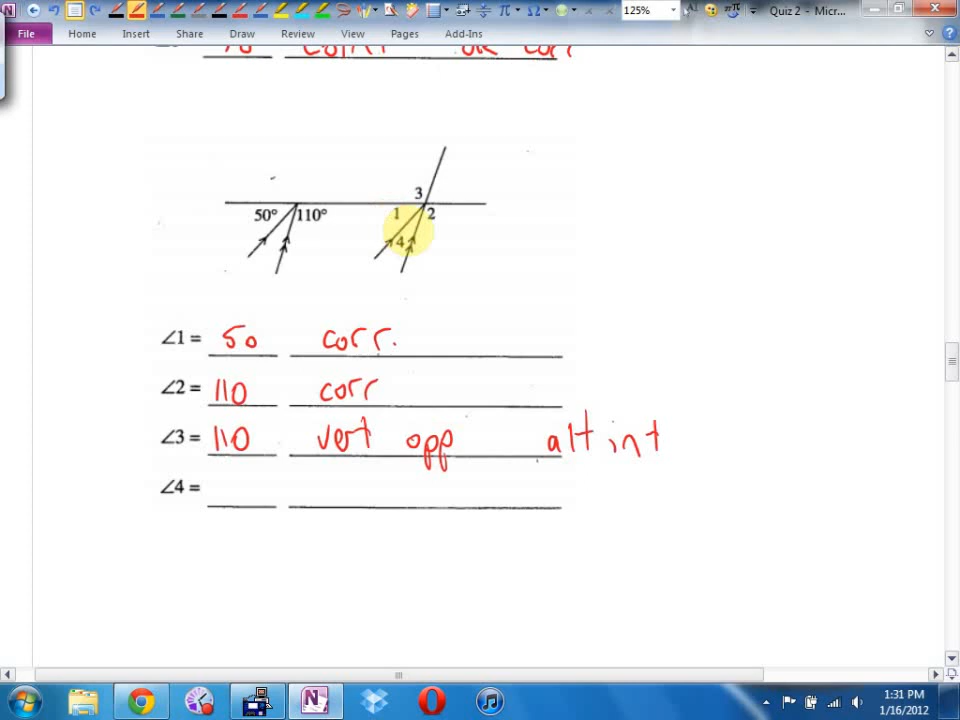 125%
Quiz 2 - Micr...
File Home Insert Share Draw Review View Pages Add-Ins
3
50° 110° 1 2
4
∠1 = 50 corr.
∠2 = 110 corr
∠3 = 110 vert opp alt int
∠4 =
1:31 PM
1/16/2012